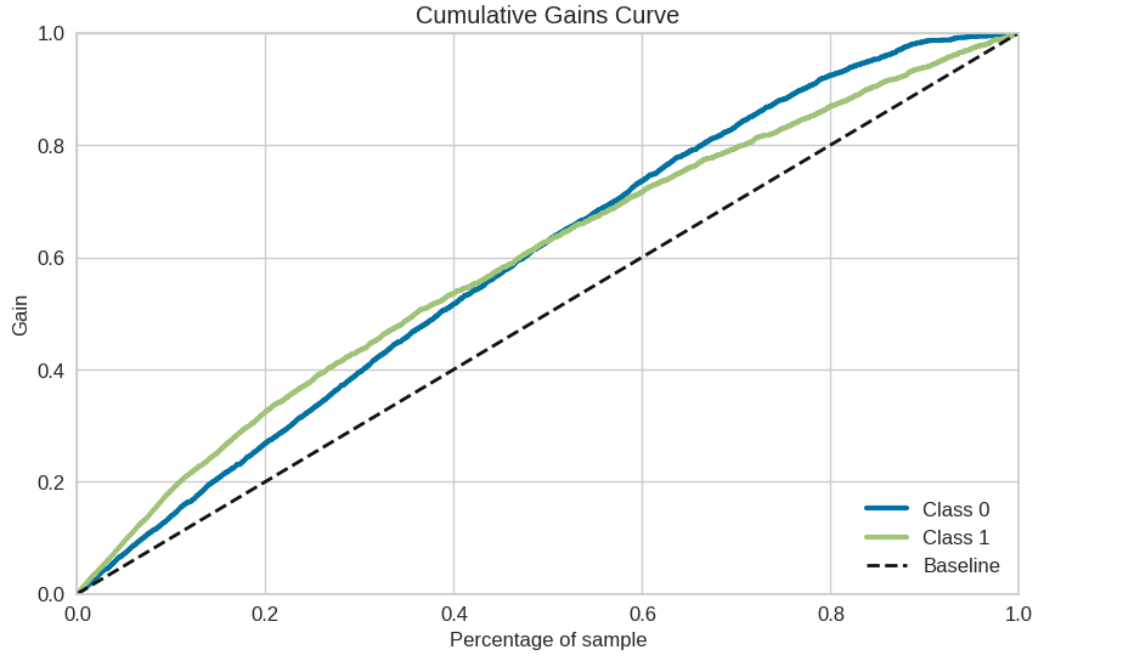 Cumulative Gains Curve
1.0
0.8
0.6
0.4
0.2
0.0
Gain
Class 0
Class 1
Baseline
0.0 0.2 0.4 0.6 0.8 1.0
Percentage of sample